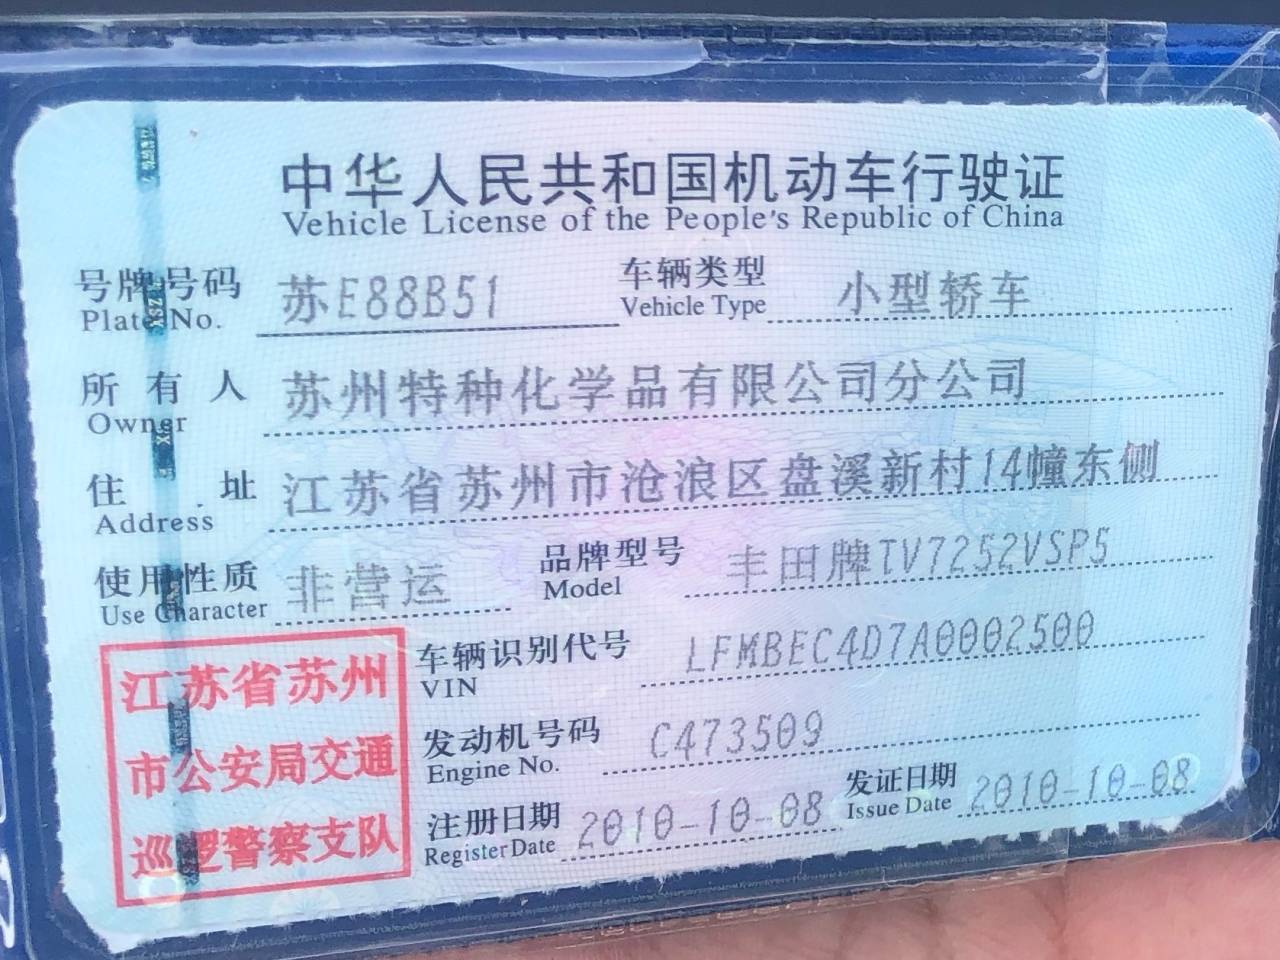 中华人民共和国机动车行驶证
Vehicle License of the People's Republic of China
号牌号码 苏E88B51 车辆类型 小型轿车
Plate No. Vehicle Type
所有人 苏州特种化学品有限公司分公司
Owner
住址 江苏省苏州市沧浪区盘溪新村14幢东侧
Address
使用性质 非营运 品牌型号 丰田牌TV7252VSP5
Use Character Model
车辆识别代号 LFMBEC4D7A0002500
VIN
发动机号码 C473509
Engine No.
注册日期 2010-10-08 发证日期 2010-10-08
Register Date Issue Date
江苏省苏州
市公安局交通
巡逻警察支队